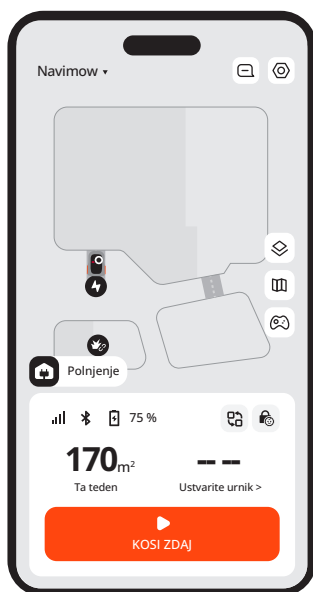 Navimow
Polnjenje
75 %
170m²
-- --
Ta teden
Ustvarite urnik >
KOSI ZDAJ